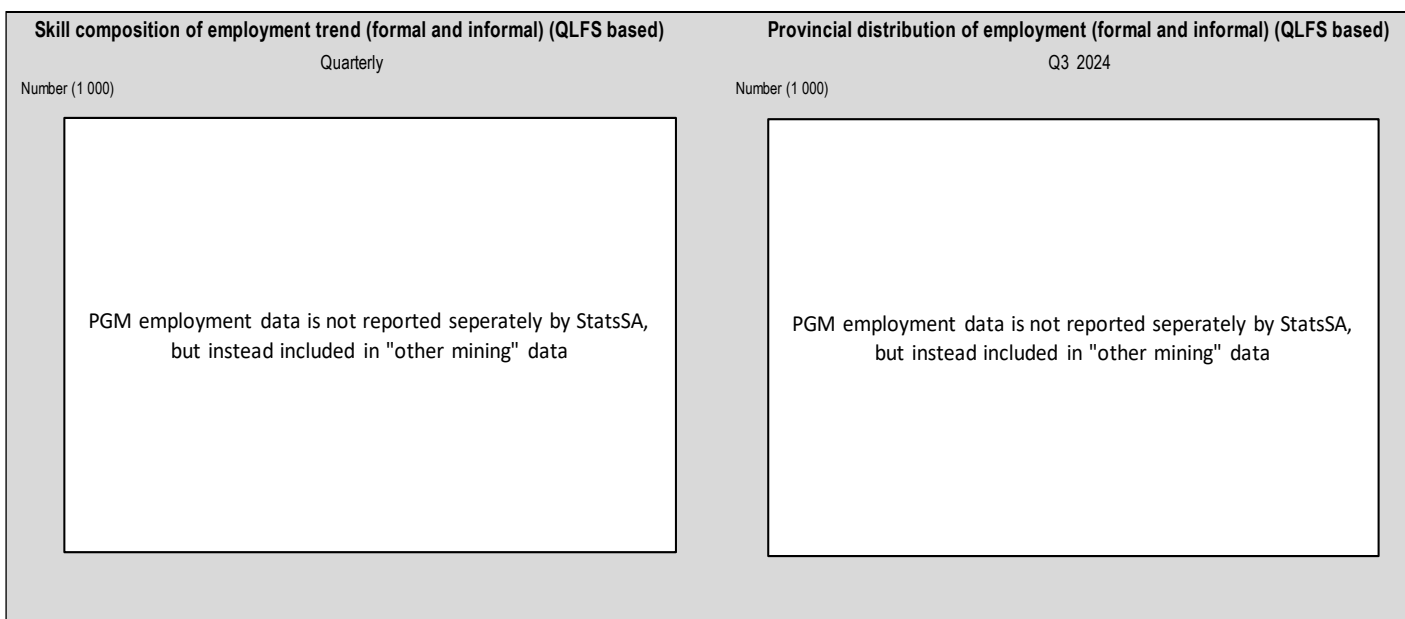 Skill composition of employment trend (formal and informal) (QLFS based)
Quarterly
Number (1 000)
PGM employment data is not reported seperately by StatsSA,
but instead included in "other mining" data
Provincial distribution of employment (formal and informal) (QLFS based)
Q3 2024
Number (1 000)
PGM employment data is not reported seperately by StatsSA,
but instead included in "other mining" data